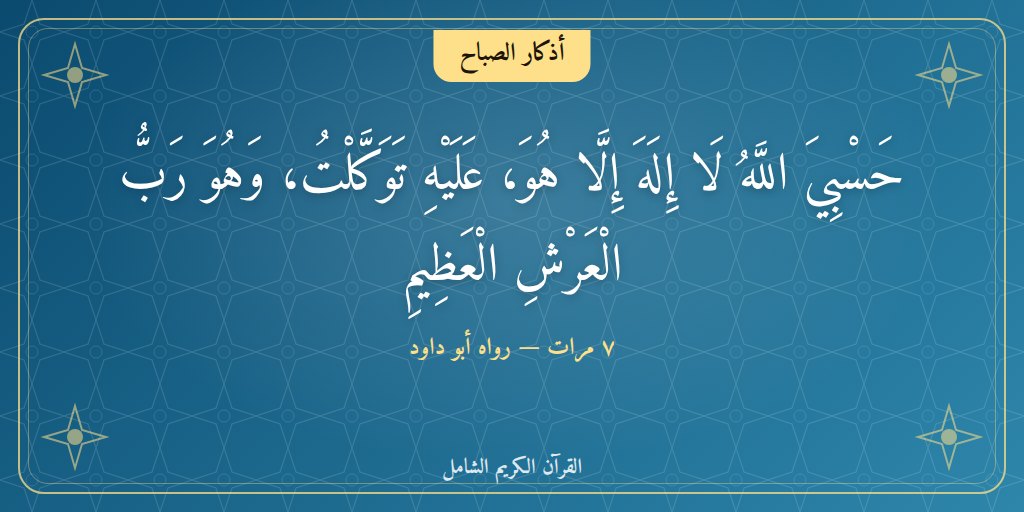 أذكار الصباح
حَسْبِيَ اللَّهُ لَا إِلَهَ إِلَّا هُوَ، عَلَيْهِ تَوَكَّلْتُ، وَهُوَ رَبُّ
الْعَرْشِ الْعَظِيمِ
٧ مرات — رواه أبو داود
القرآن الكريم الشامل